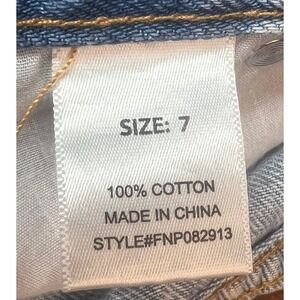 SIZE: 7
100% COTTON
MADE IN CHINA
STYLE#FNP082913